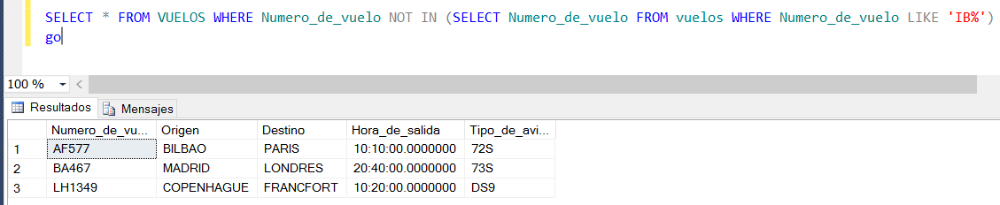 SELECT * FROM VUELOS WHERE Numero_de_vuelo NOT IN (SELECT Numero_de_vuelo FROM vuelos WHERE Numero_de_vuelo LIKE 'IB%')
go
100 %
Resultados Mensajes
Numero_de_vu... Origen Destino Hora_de_salida Tipo_de_avi...
1 AF577 BILBAO PARIS 10:10:00.0000000 72S
2 BA467 MADRID LONDRES 20:40:00.0000000 73S
3 LH1349 COPENHAGUE FRANCFORT 10:20:00.0000000 DS9